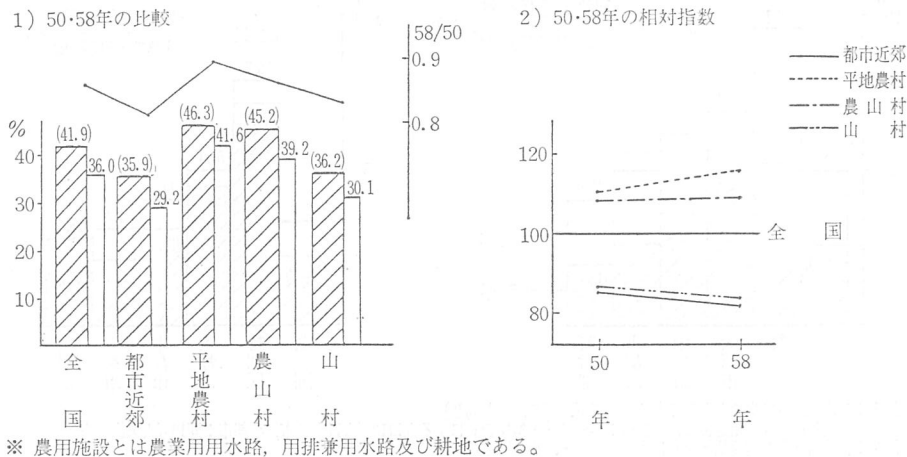 1) 50・58年の比較
58/50
0.9
0.8
%
40
30
20
10
(41.9)
36.0
(35.9)
29.2
(46.3)
41.6
(45.2)
39.2
(36.2)
30.1
全国
都市近郊
平地農村
農山村
山村
2) 50・58年の相対指数
都市近郊
平地農村
農山村
山村
120
100
80
全国
50年
58年
※ 農用施設とは農業用用水路，用排兼用水路及び耕地である。